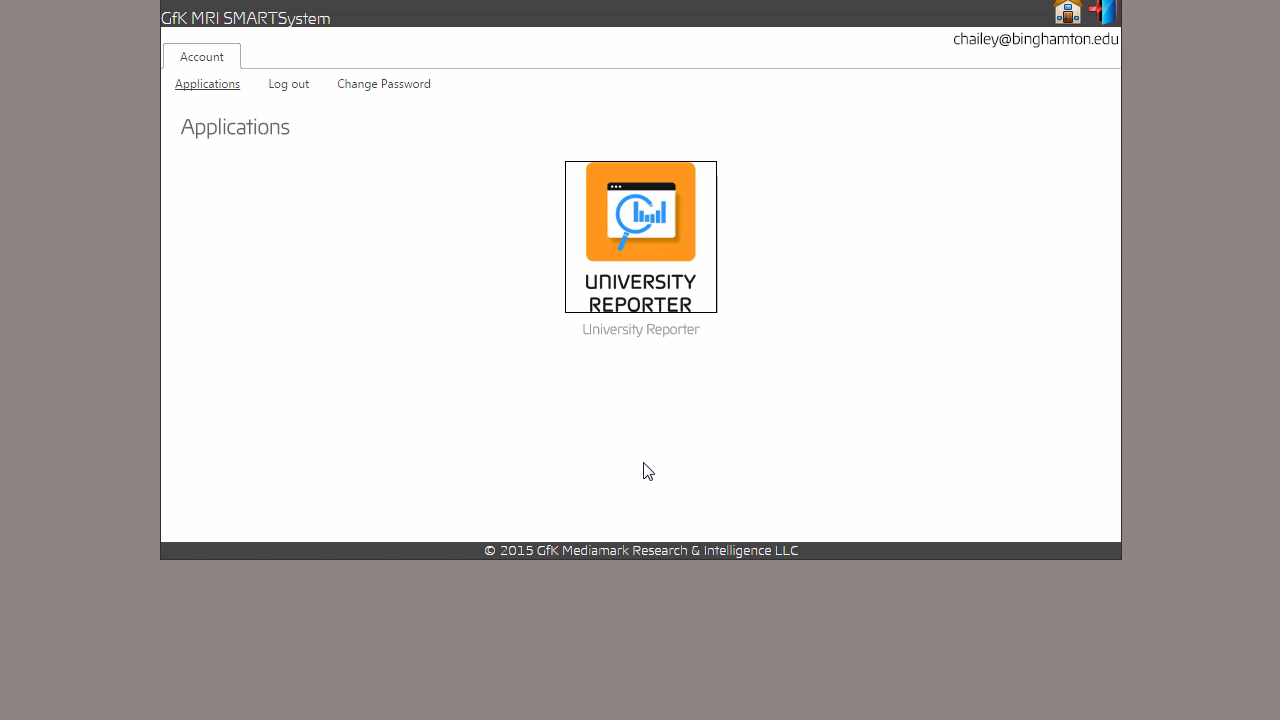 GfK MRI SMARTSystem
chailey@binghamton.edu
Account
Applications Log out Change Password
Applications
UNIVERSITY
REPORTER
University Reporter
© 2015 GfK Mediamark Research & Intelligence LLC